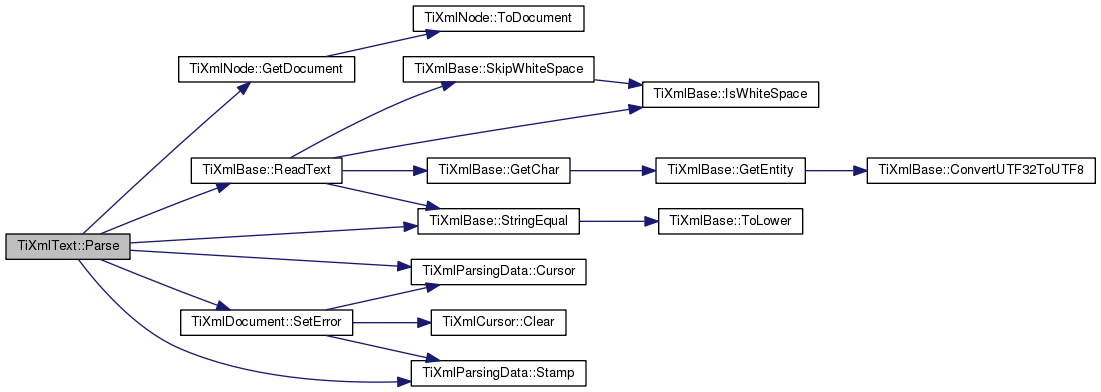 TiXmlNode::ToDocument
TiXmlNode::GetDocument
TiXmlBase::SkipWhiteSpace
TiXmlBase::IsWhiteSpace
TiXmlBase::ReadText
TiXmlBase::GetChar
TiXmlBase::GetEntity
TiXmlBase::ConvertUTF32ToUTF8
TiXmlBase::StringEqual
TiXmlBase::ToLower
TiXmlText::Parse
TiXmlParsingData::Cursor
TiXmlDocument::SetError
TiXmlCursor::Clear
TiXmlParsingData::Stamp